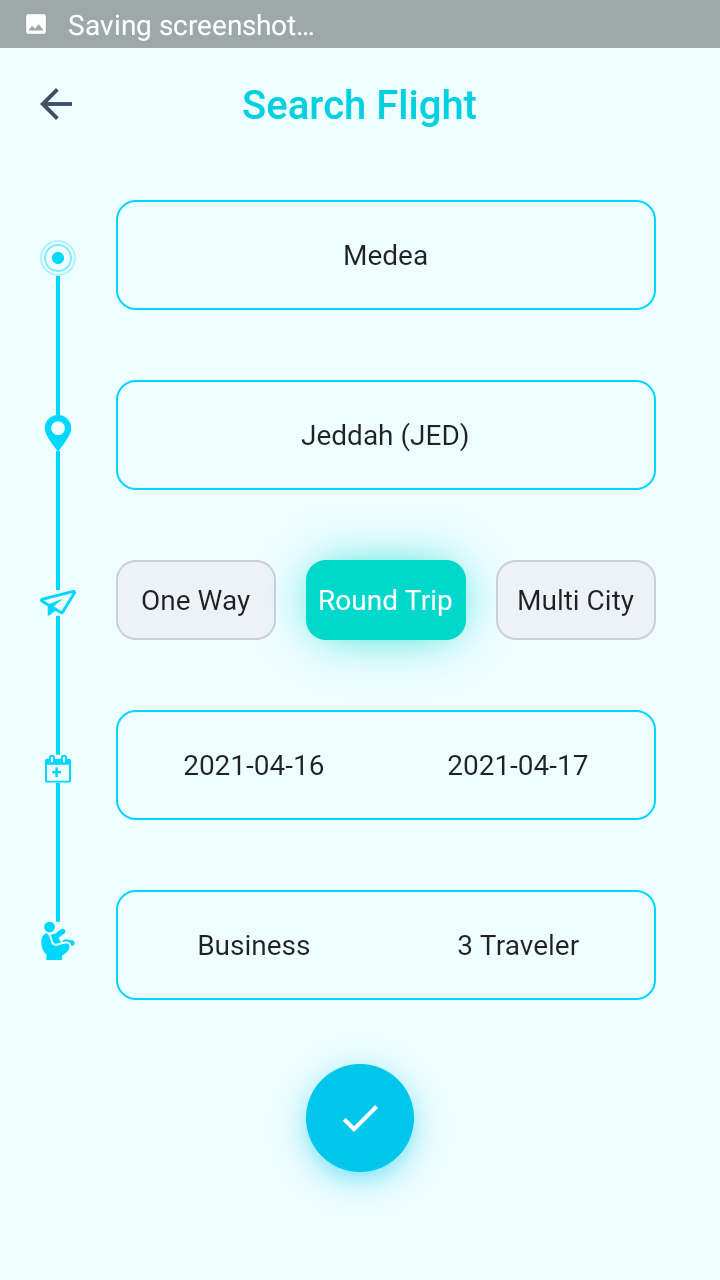 Saving screenshot...
Search Flight
Medea
Jeddah (JED)
One Way Round Trip Multi City
2021-04-16 2021-04-17
Business 3 Traveler